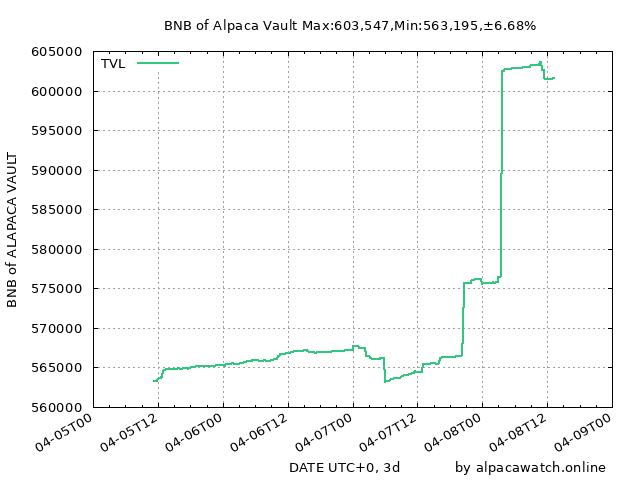 BNB of Alpaca Vault Max:603,547,Min:563,195,±6.68%
TVL
BNB of ALAPACA VAULT
605000
600000
595000
590000
585000
580000
575000
570000
565000
560000
04-05T00
04-05T12
04-06T00
04-06T12
04-07T00
04-07T12
04-08T00
04-08T12
04-09T00
DATE UTC+0, 3d
by alpacawatch.online